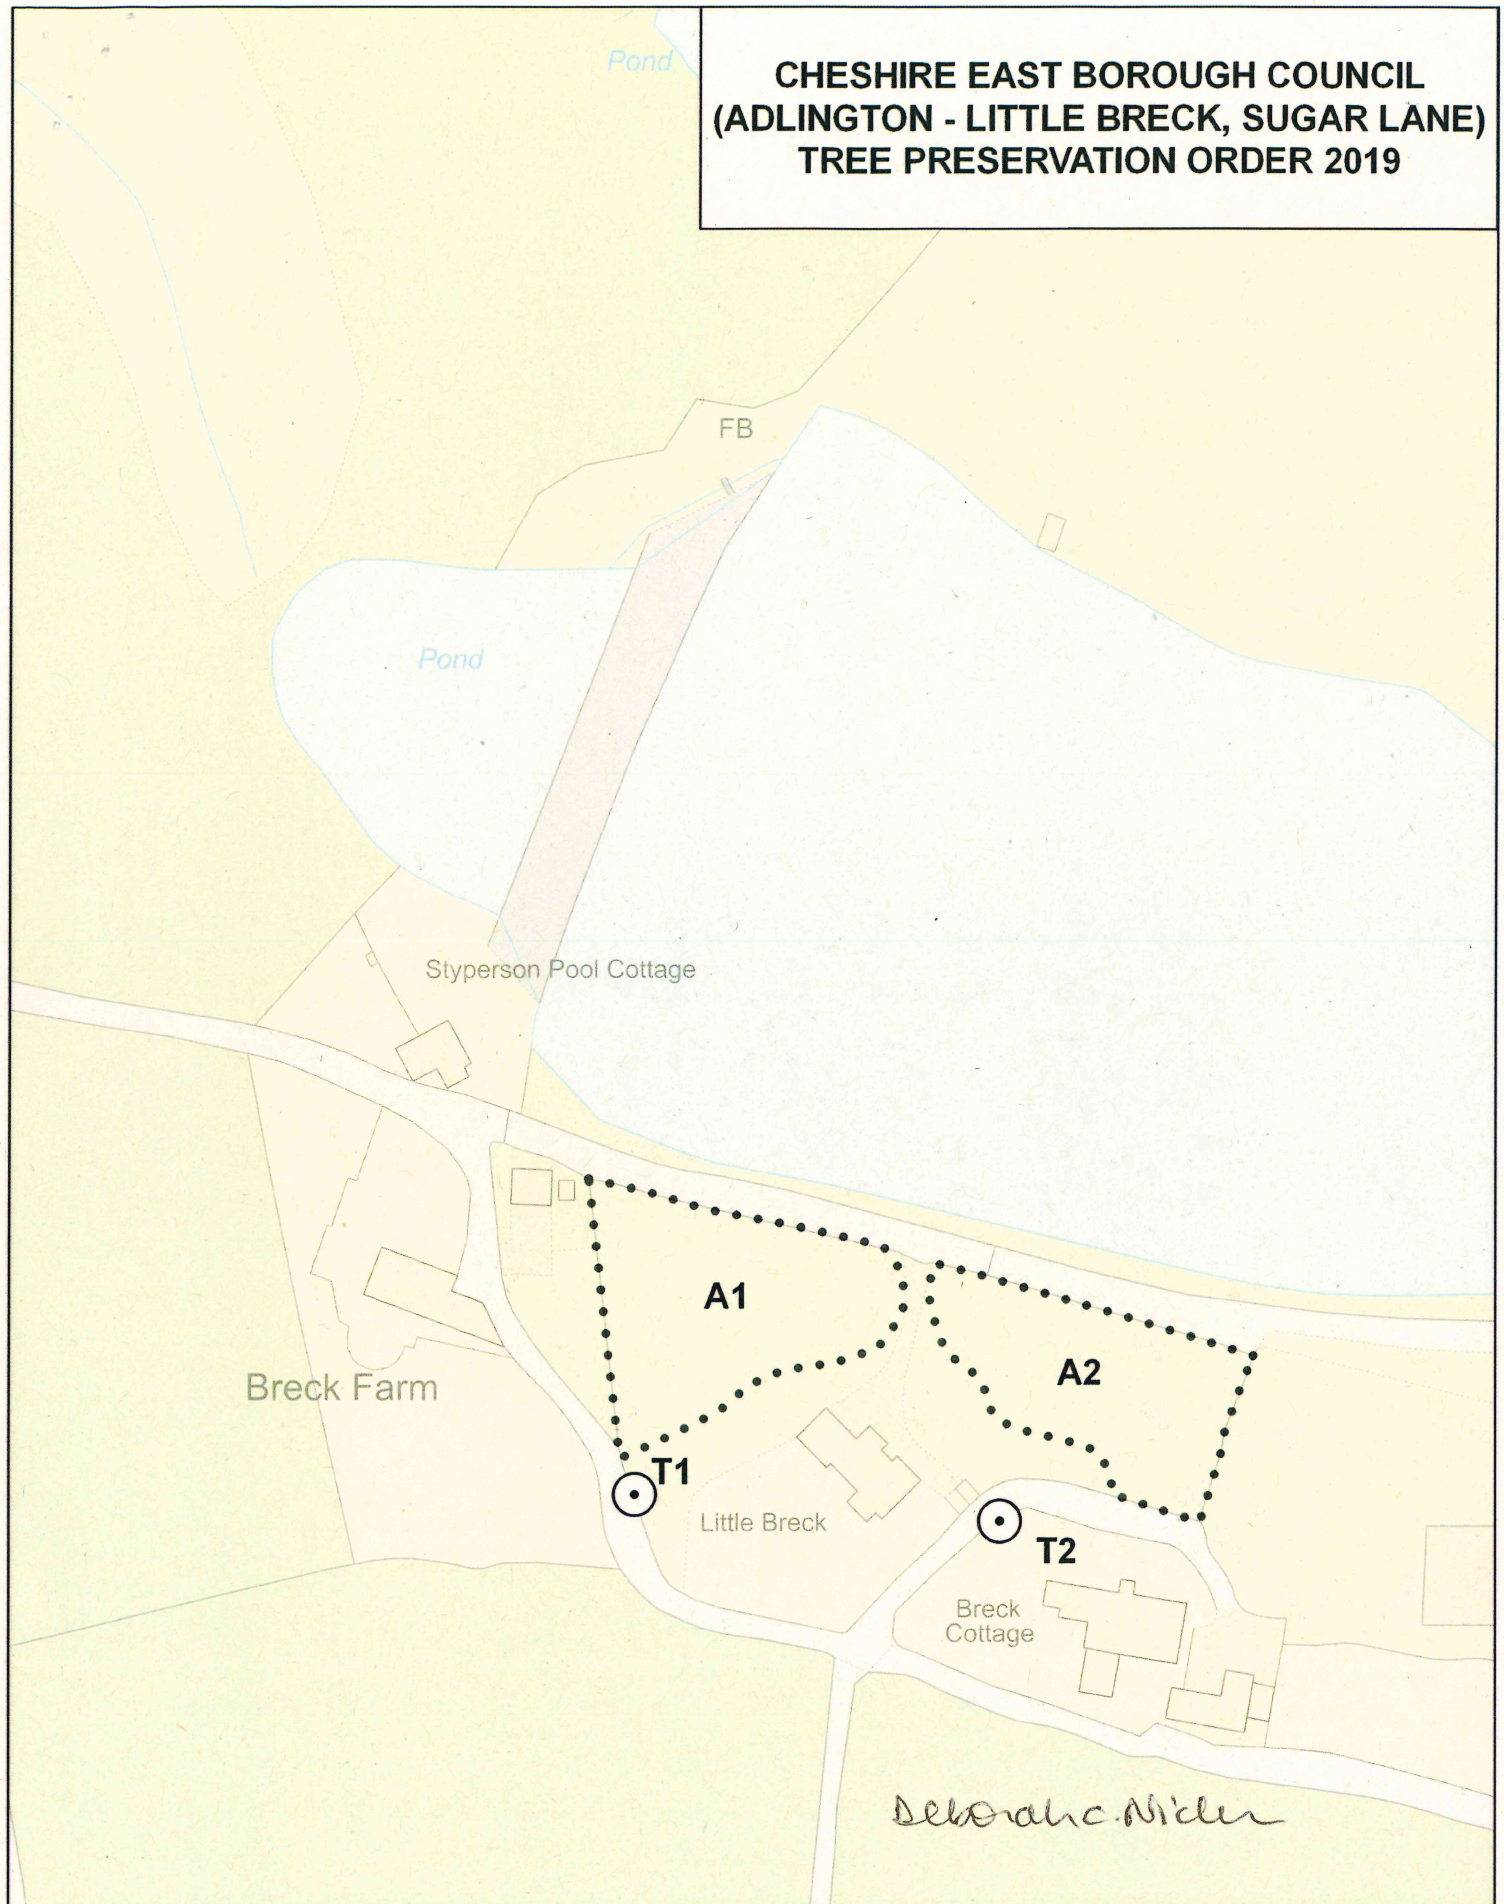 Pond
CHESHIRE EAST BOROUGH COUNCIL
(ADLINGTON - LITTLE BRECK, SUGAR LANE)
TREE PRESERVATION ORDER 2019
FB
Pond
Styperson Pool Cottage
A1
A2
Breck Farm
T1
Little Breck
T2
Breck
Cottage
Deborah C.